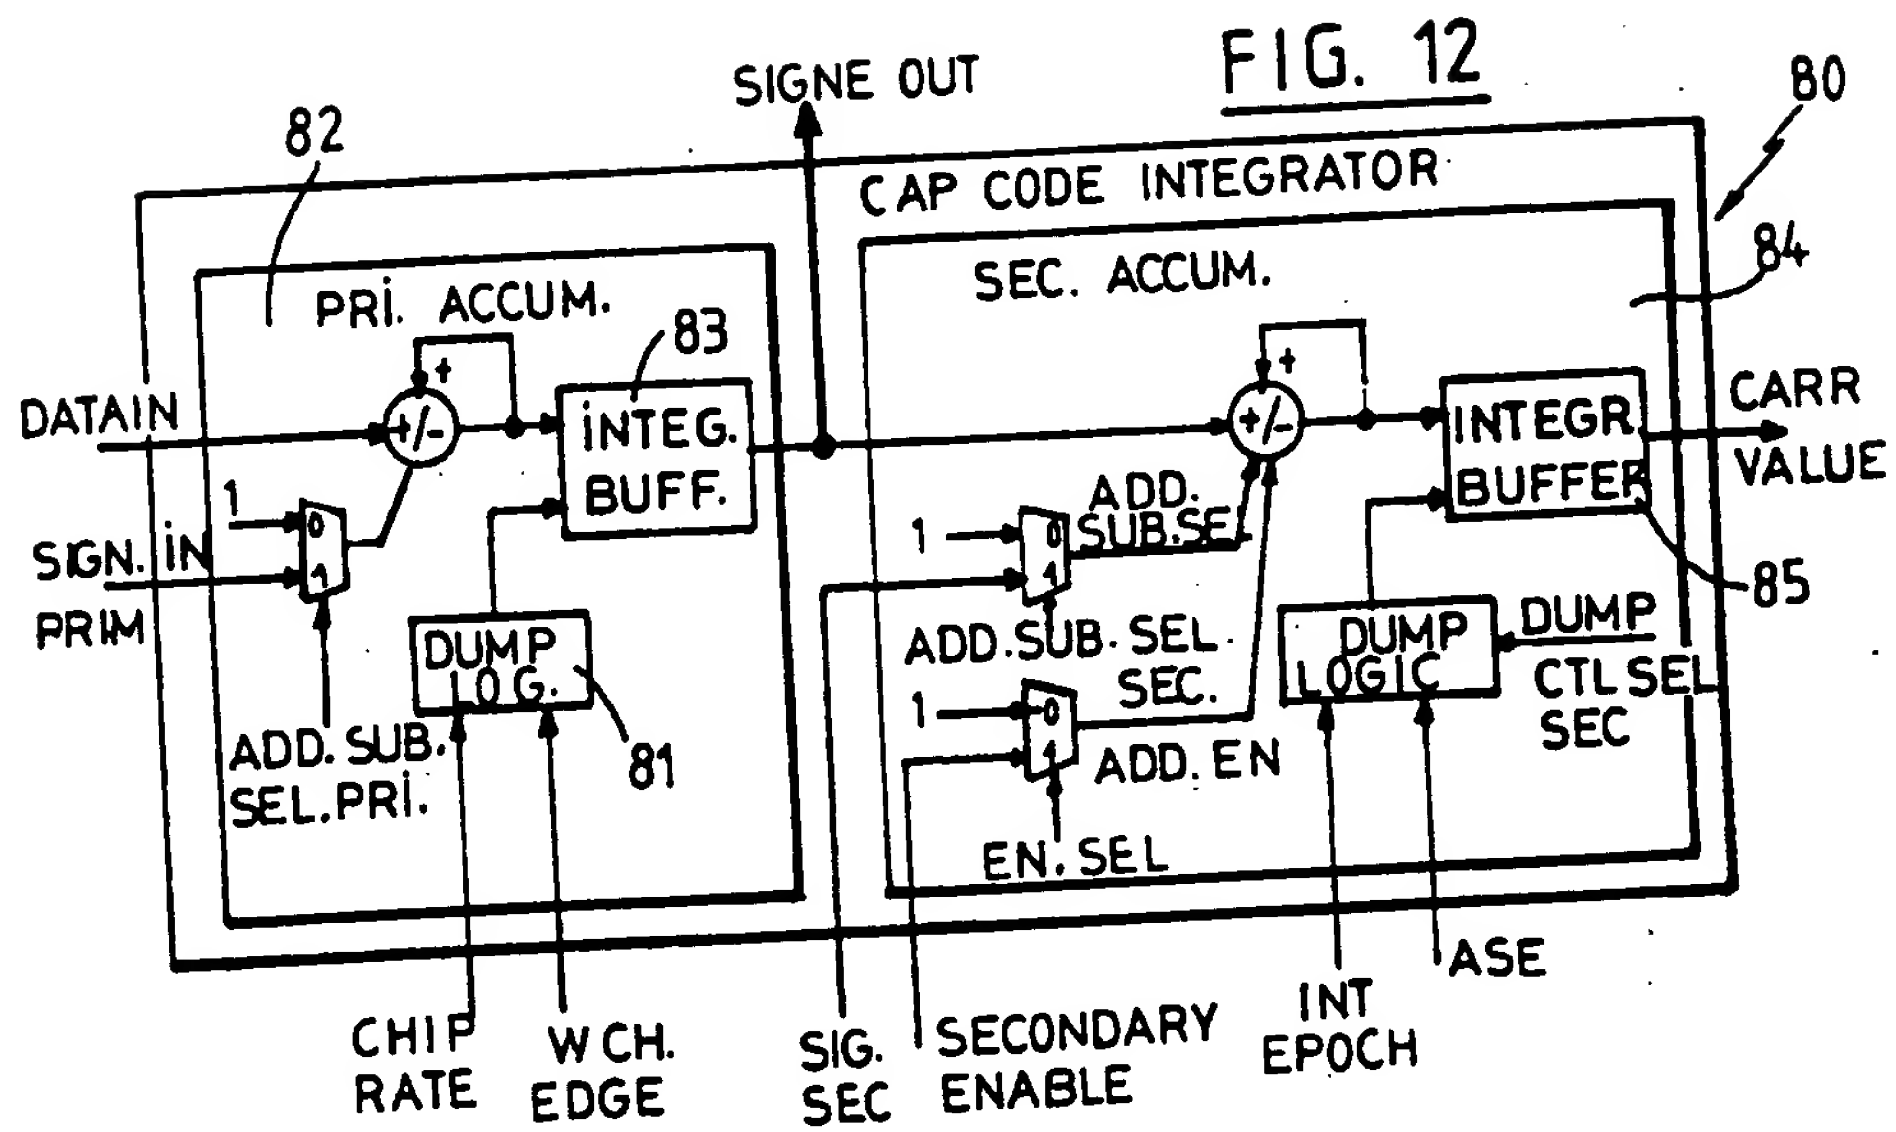 FIG. 12
SIGNE OUT
80
82
CAP CODE INTEGRATOR
84
PRI. ACCUM.
SEC. ACCUM.
83
+
+
DATAIN
+/-
INTEG.
BUFF.
+/-
INTEGR.
BUFFER
CARR
VALUE
1
0
1
SIGN. IN
PRIM
ADD.
SUB.SEL
1
0
1
85
DUMP
LOG.
81
ADD.SUB.SEL.
SEC.
DUMP
LOGIC
DUMP
CTL SEL
SEC
ADD.SUB.
SEL.PRI.
1
0
1
ADD. EN
EN. SEL
CHIP
RATE
W CH.
EDGE
SIG.
SEC
SECONDARY
ENABLE
INT
EPOCH
ASE